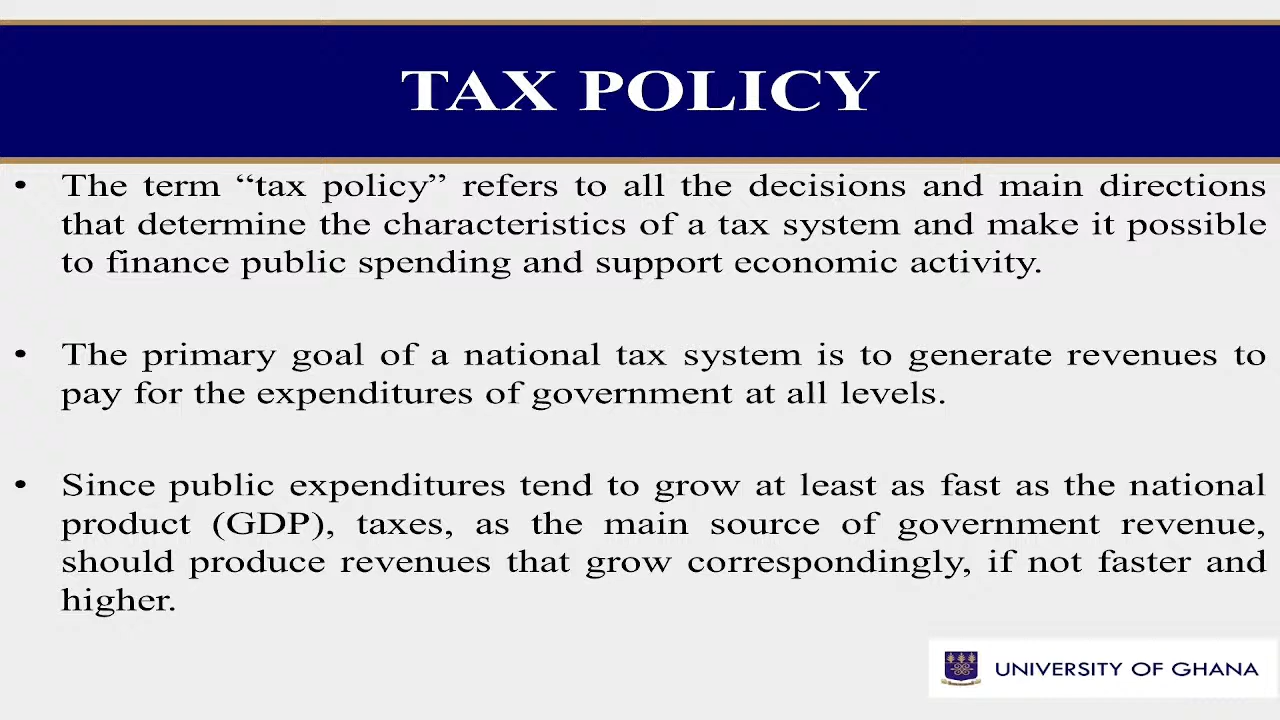 TAX POLICY
• The term “tax policy” refers to all the decisions and main directions
that determine the characteristics of a tax system and make it possible
to finance public spending and support economic activity.
• The primary goal of a national tax system is to generate revenues to
pay for the expenditures of government at all levels.
• Since public expenditures tend to grow at least as fast as the national
product (GDP), taxes, as the main source of government revenue,
should produce revenues that grow correspondingly, if not faster and
higher.
UNIVERSITY OF GHANA